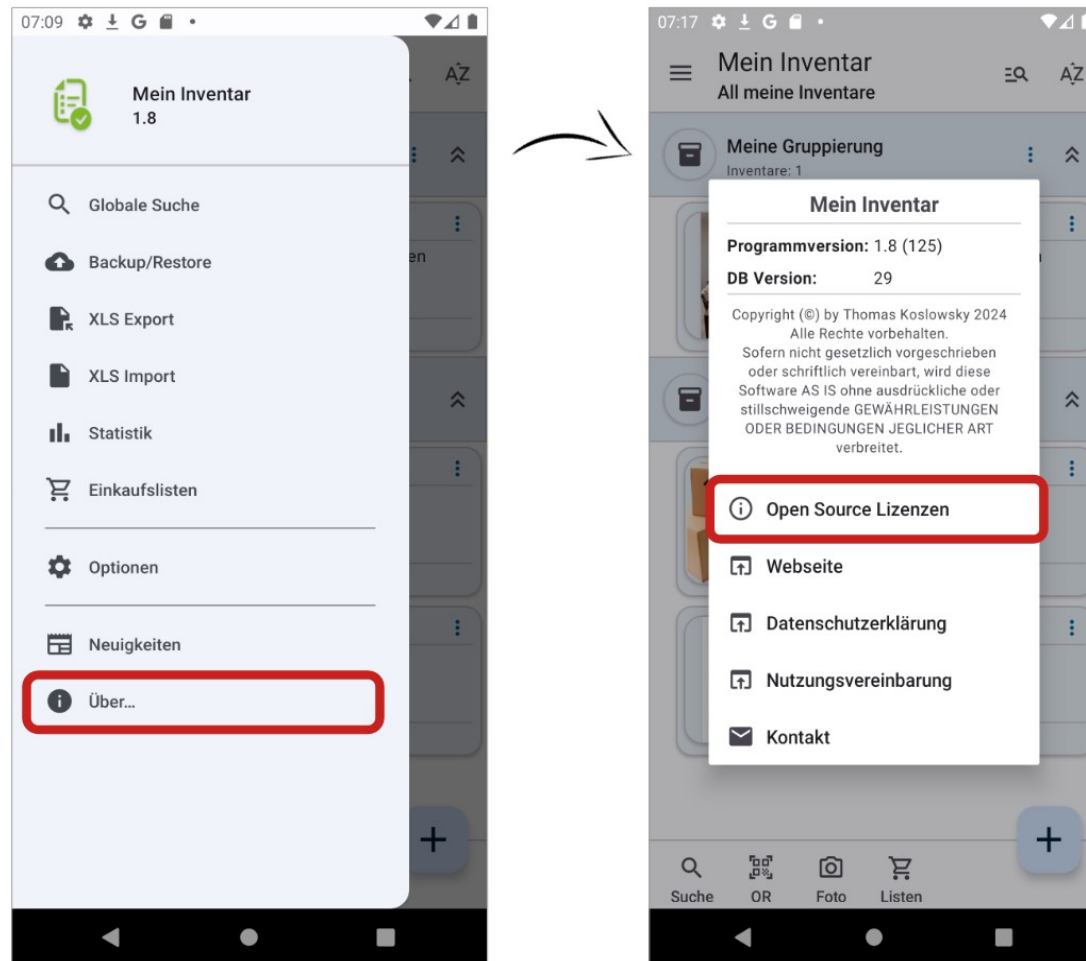 07:09
Mein Inventar
1.8
Globale Suche
Backup/Restore
XLS Export
XLS Import
Statistik
Einkaufslisten
Optionen
Neuigkeiten
Über...
AZ
en
07:17
Mein Inventar
All meine Inventare
AZ
Meine Gruppierung
Inventare: 1
Mein Inventar
Programmversion: 1.8 (125)
DB Version: 29
Copyright (©) by Thomas Koslowsky 2024
Alle Rechte vorbehalten.
Sofern nicht gesetzlich vorgeschrieben
oder schriftlich vereinbart, wird diese
Software AS IS ohne ausdrückliche oder
stillschweigende GEWÄHRLEISTUNGEN
ODER BEDINGUNGEN JEGLICHER ART
verbreitet.
Open Source Lizenzen
Webseite
Datenschutzerklärung
Nutzungsvereinbarung
Kontakt
Suche QR Foto Listen